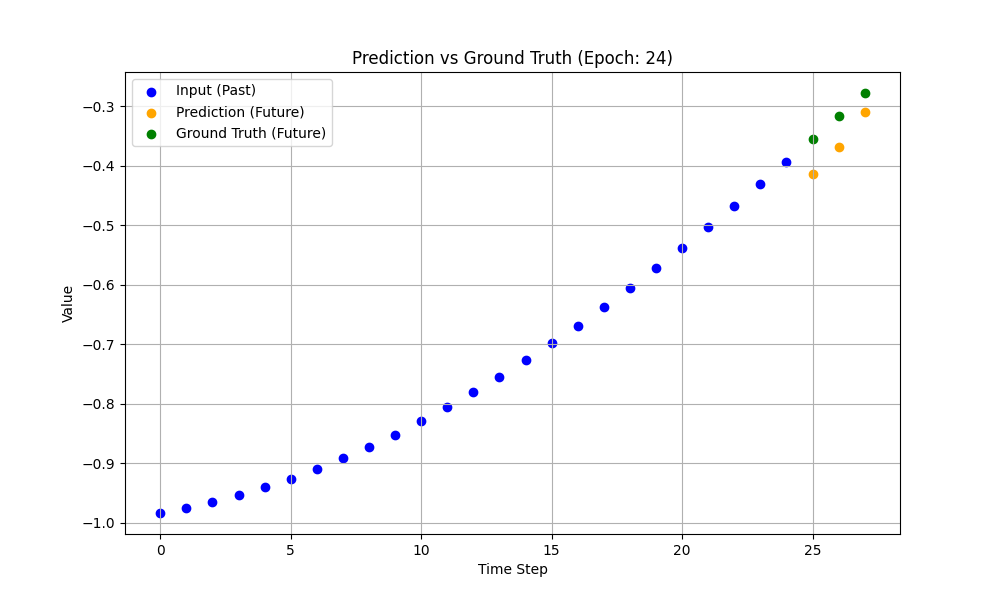 Prediction vs Ground Truth (Epoch: 24)
Input (Past)
Prediction (Future)
Ground Truth (Future)
−0.3
−0.4
−0.5
−0.6
−0.7
−0.8
−0.9
−1.0
Value
0 5 10 15 20 25
Time Step